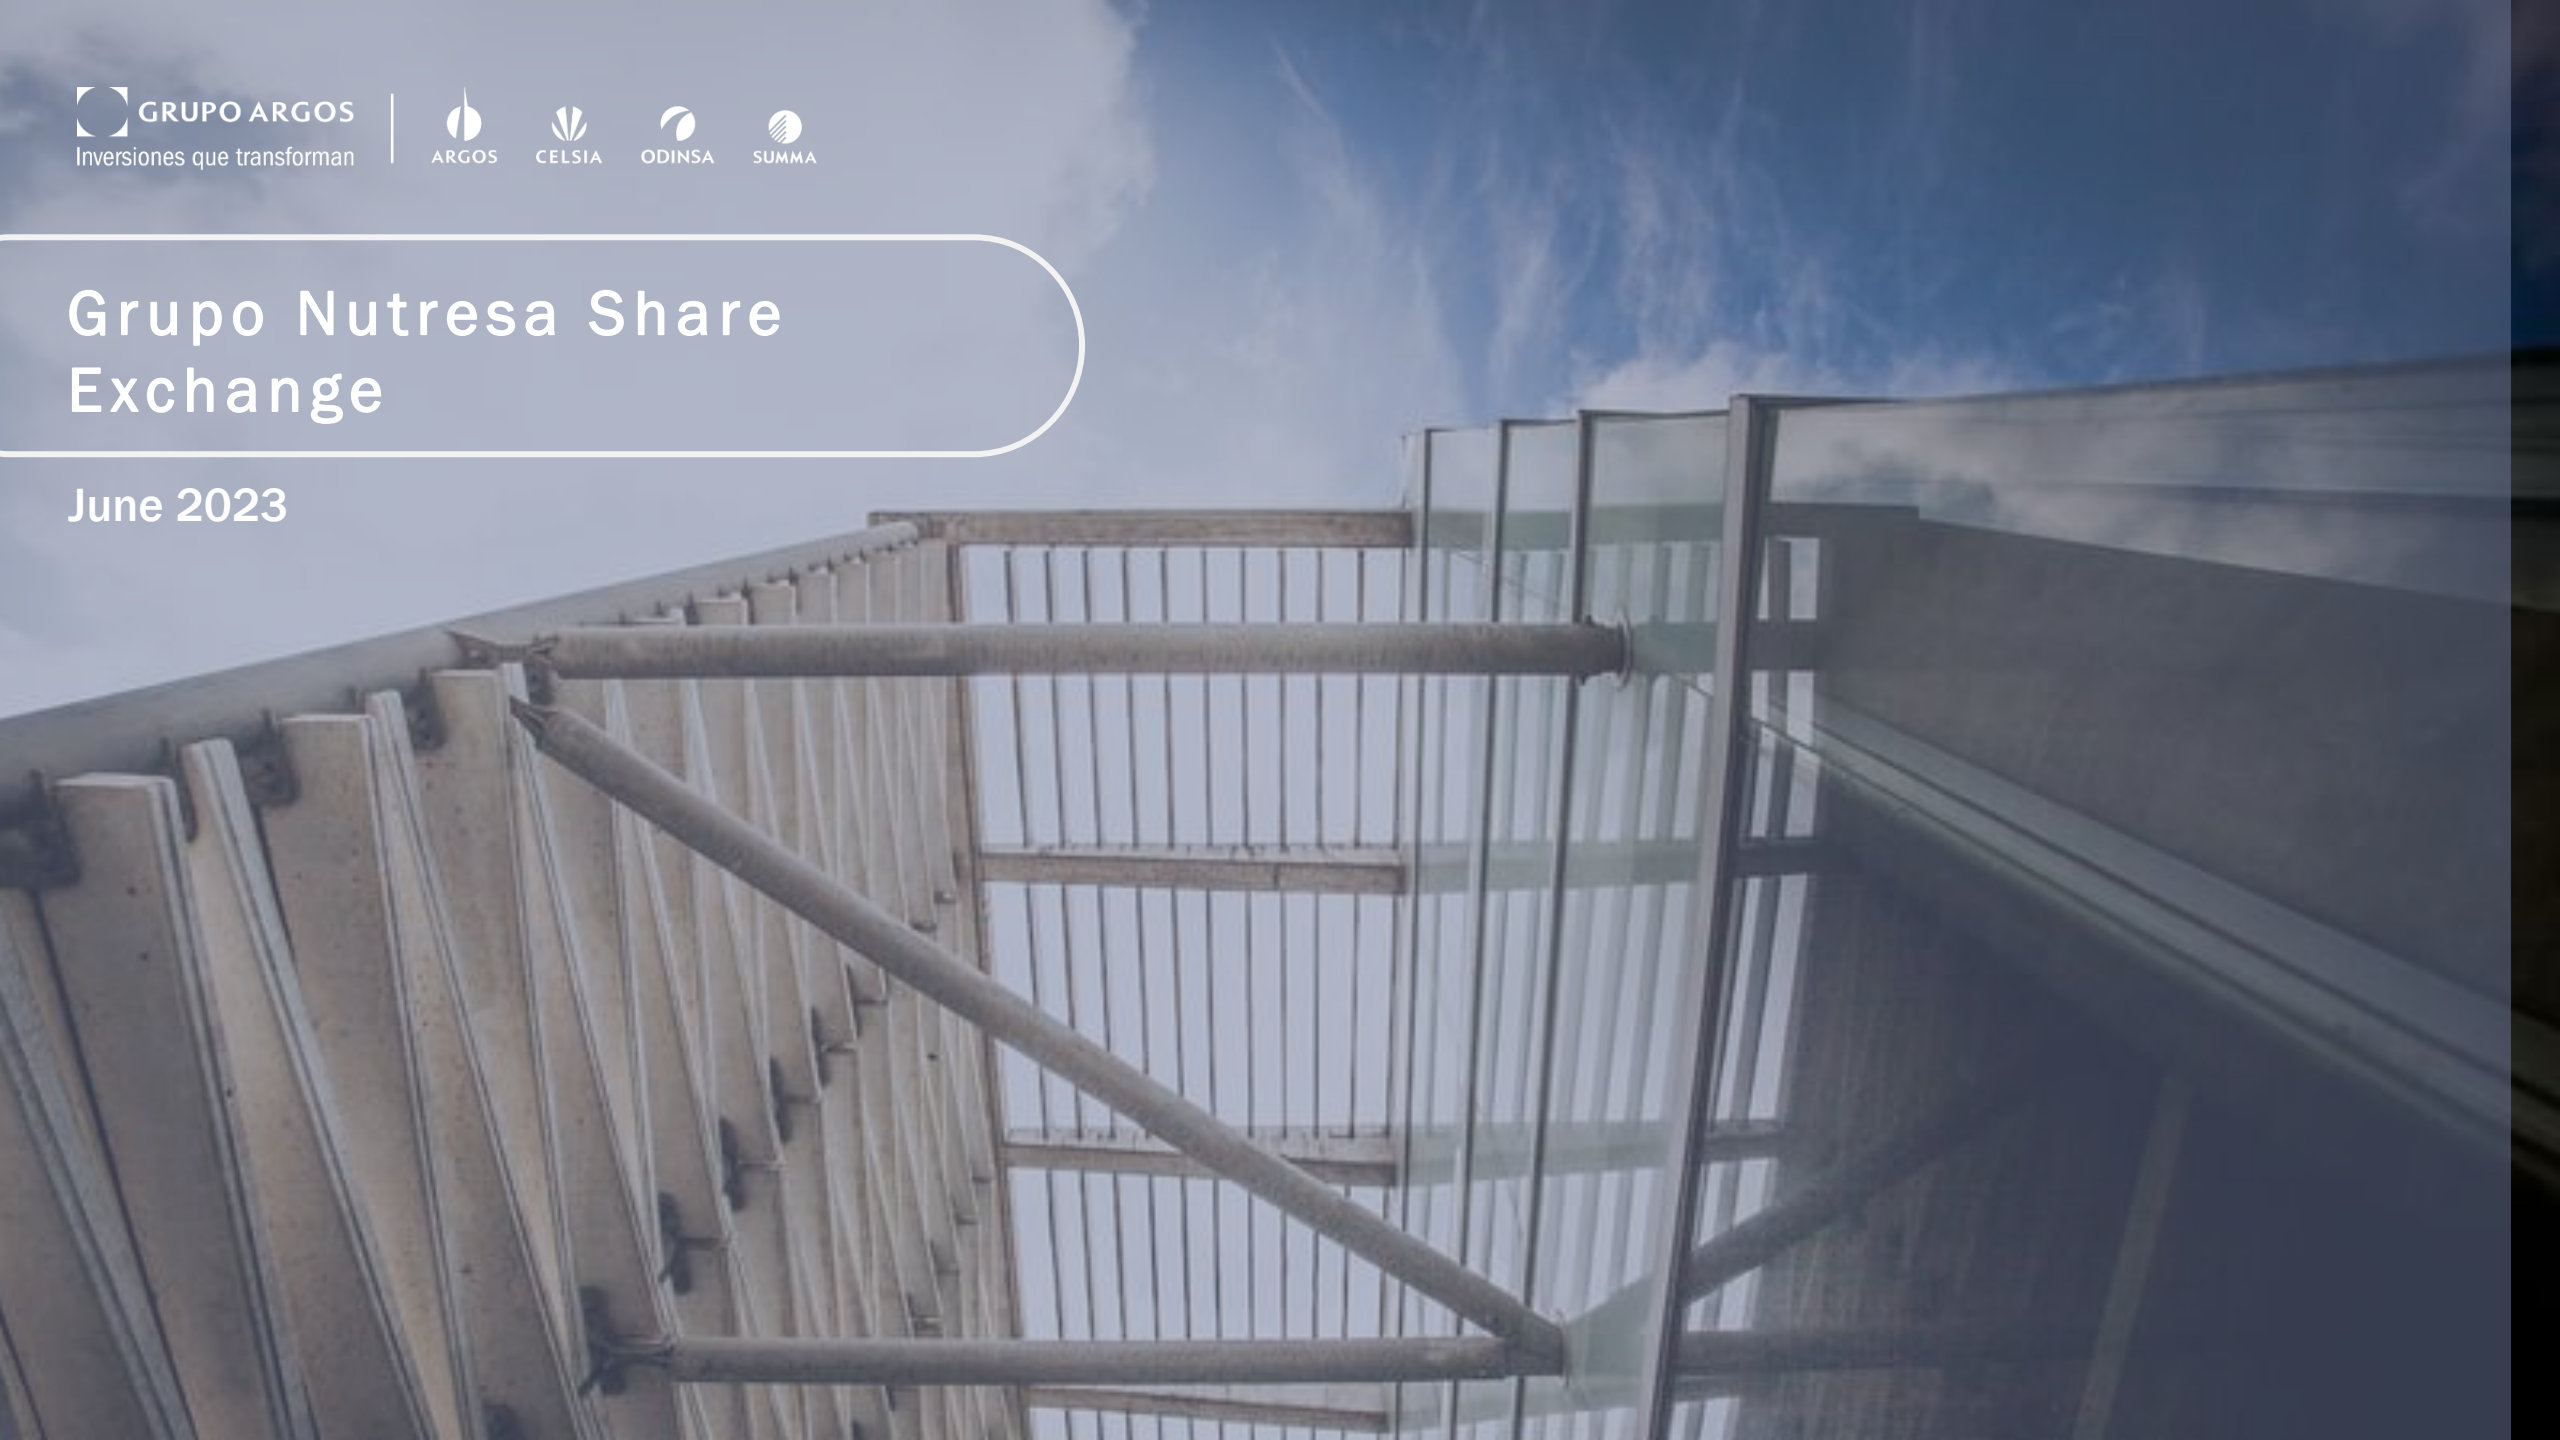 GRUPO ARGOS
Inversiones que transforman
ARGOS
CELSIA
ODINSA
SUMMA
Grupo Nutresa Share
Exchange
June 2023